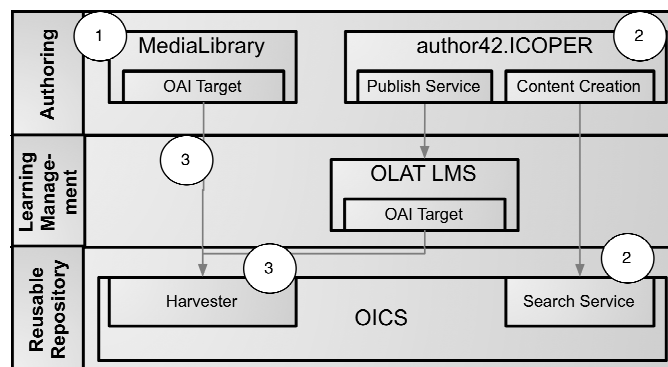 1
MediaLibrary
OAI Target
author42.ICOPER
2
Publish Service
Content Creation
Authoring
3
OLAT LMS
OAI Target
Learning
Manage-
ment
3
2
Harvester
OICS
Search Service
Reusable
Repository